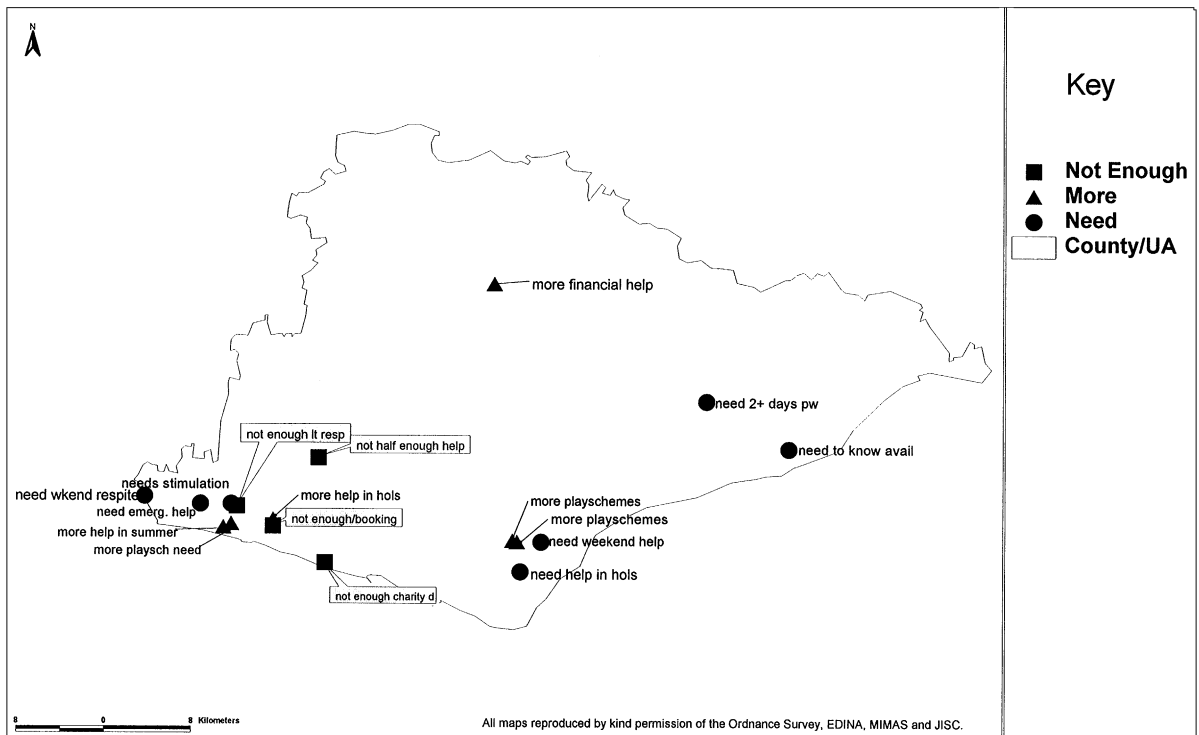 N
Key
Not Enough
More
Need
County/UA
more financial help
need 2+ days pw
need to know avail
not enough lt resp
not half enough help
needs stimulation
need wkend respite
need emerg. help
more help in hols
not enough/booking
more help in summer
more playsch need
more playschemes
more playschemes
need weekend help
need help in hols
not enough charity d
8 0 8 Kilometers
All maps reproduced by kind permission of the Ordnance Survey, EDINA, MIMAS and JISC.